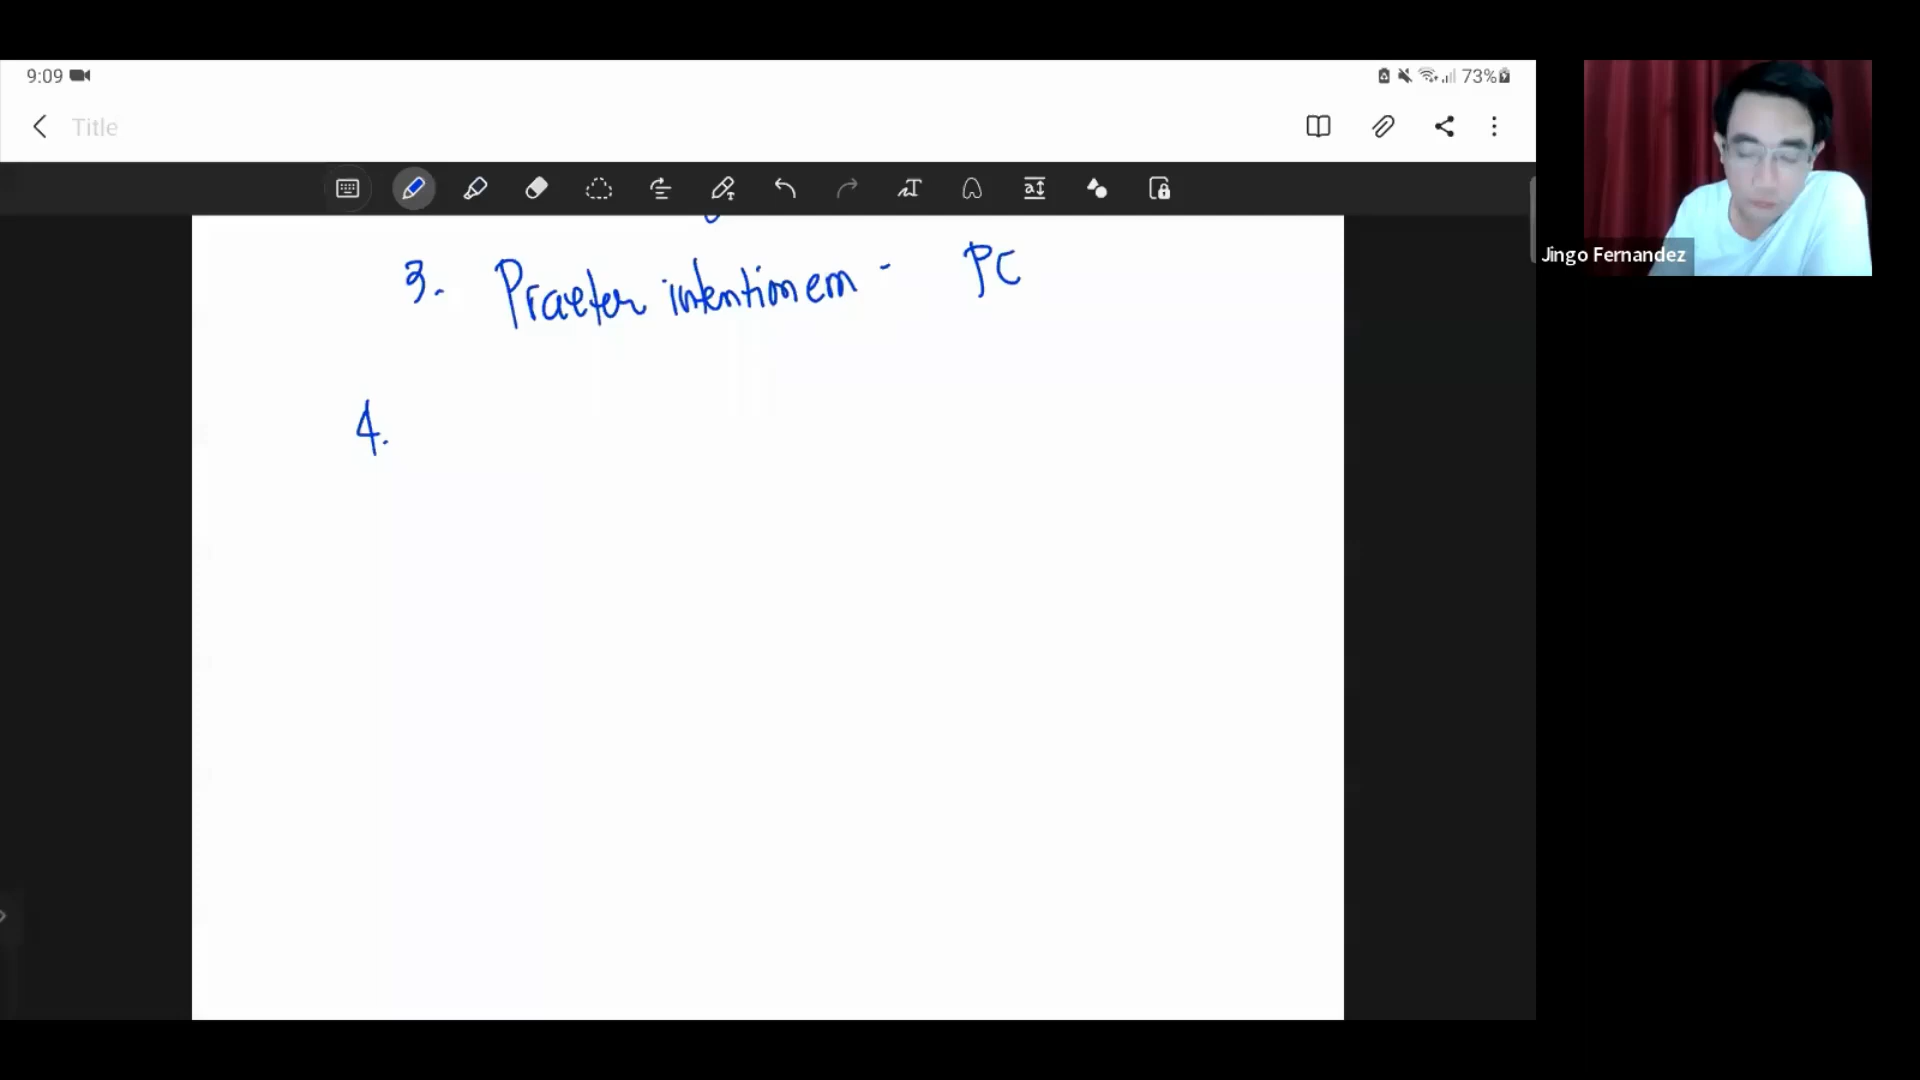 9:09
73%
Title
Jingo Fernandez
3. Praeter intentionem - PC
4.